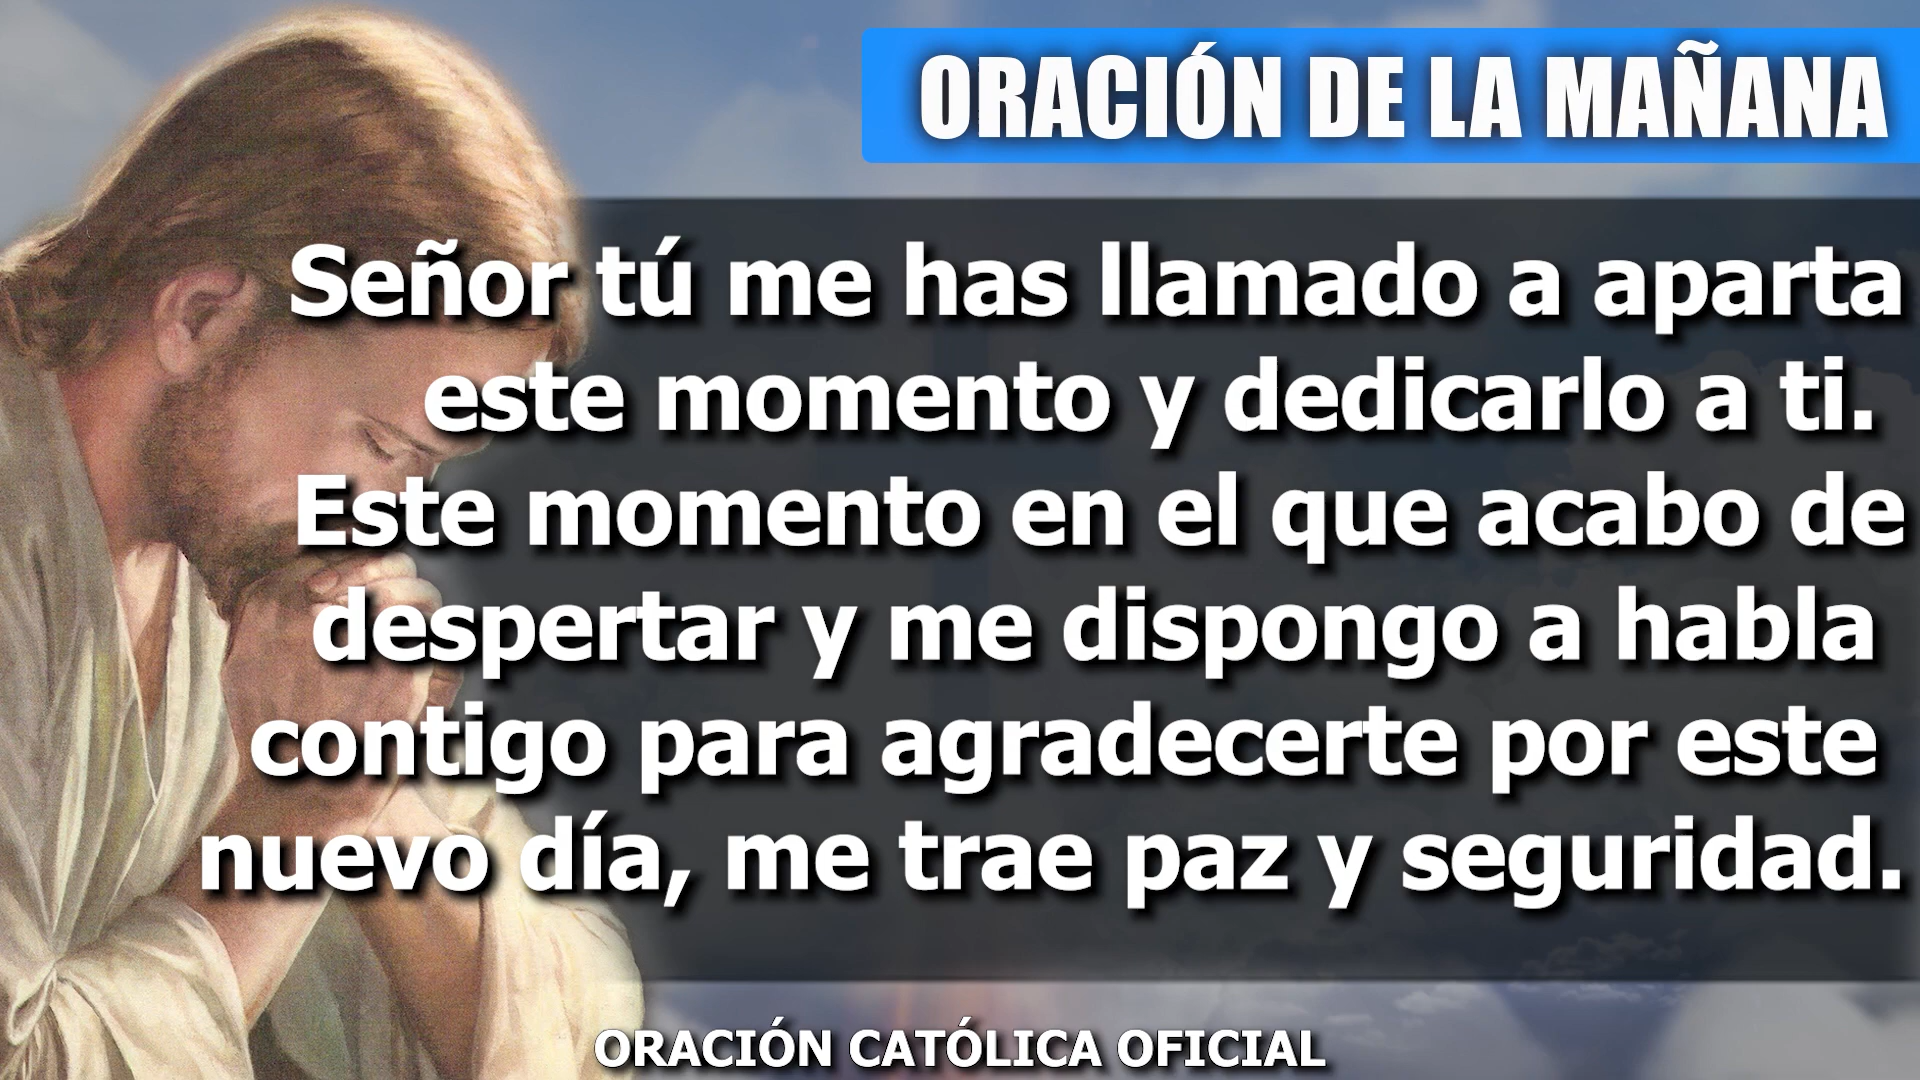 ORACIÓN DE LA MAÑANA
Señor tú me has llamado a aparta
este momento y dedicarlo a ti.
Este momento en el que acabo de
despertar y me dispongo a habla
contigo para agradecerte por este
nuevo día, me trae paz y seguridad.
ORACIÓN CATÓLICA OFICIAL